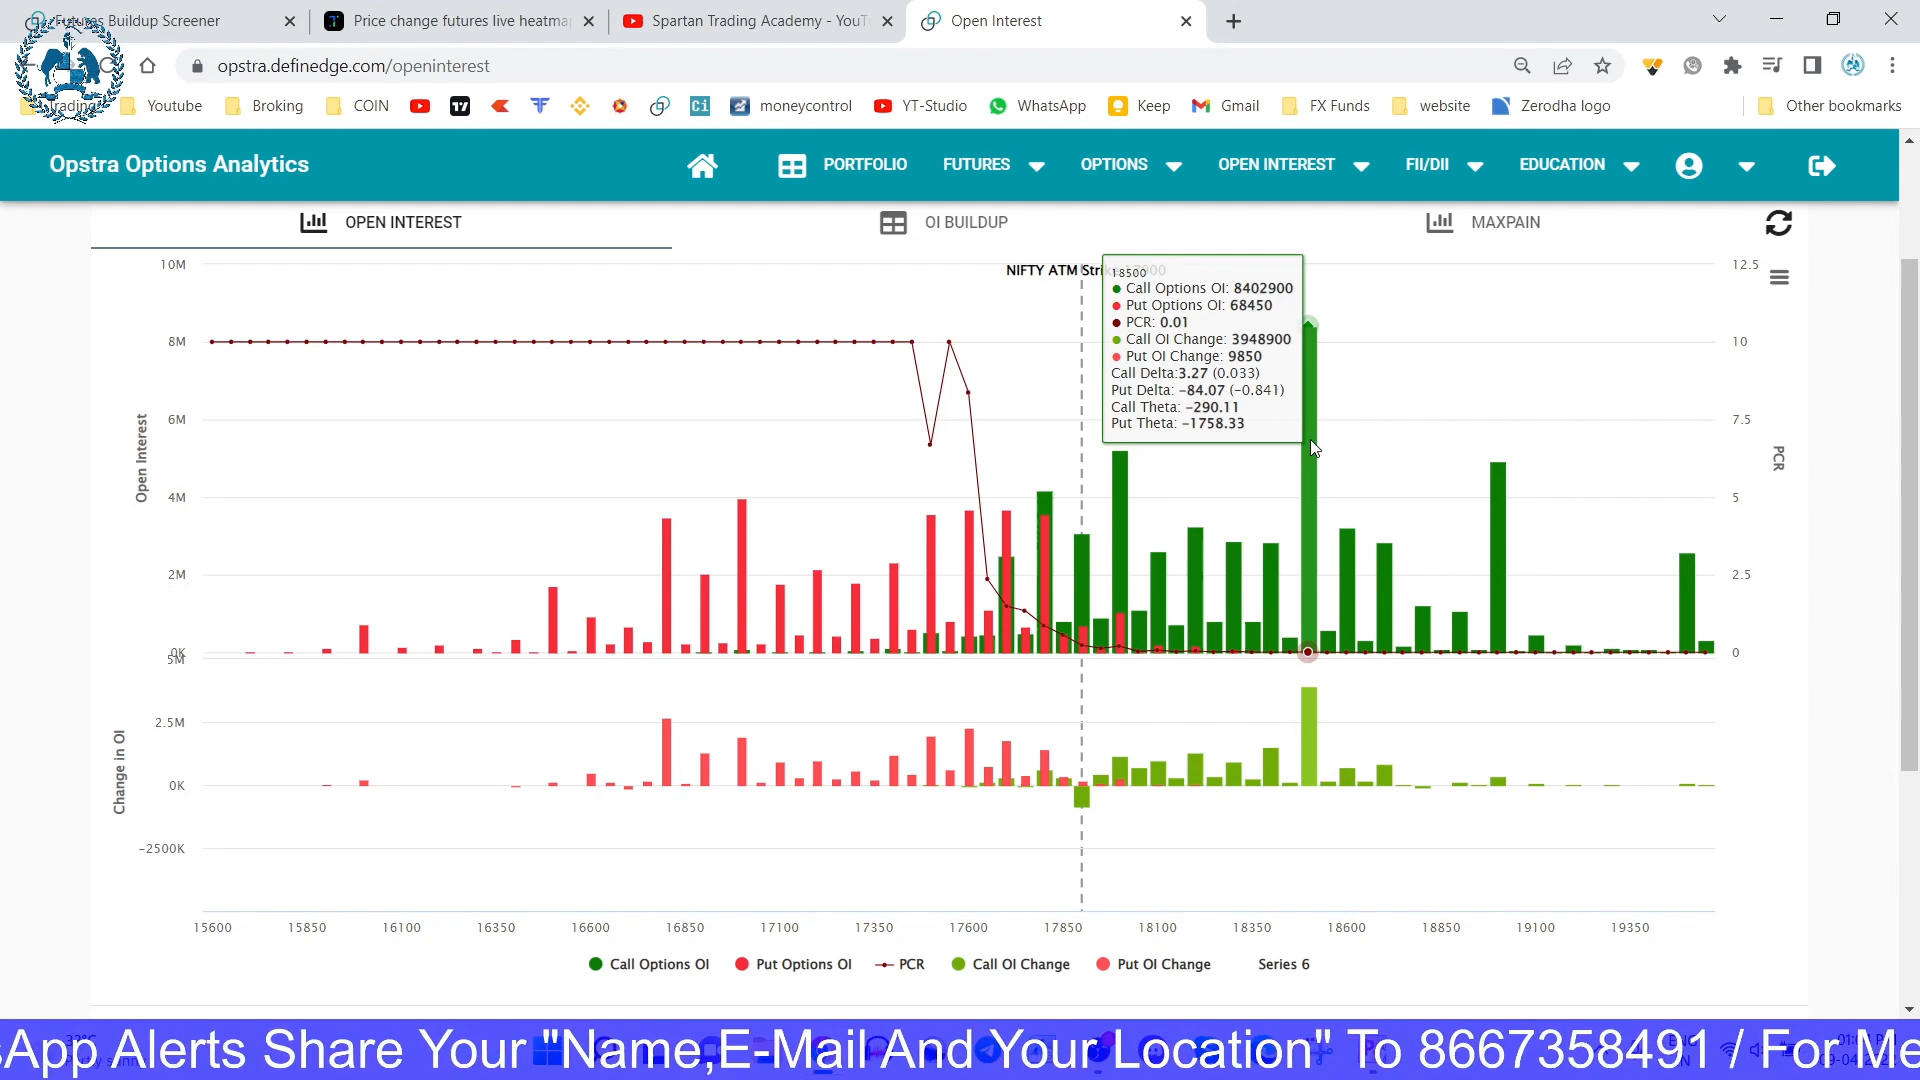 Futures Buildup Screener
Price change futures live heatma
Spartan Trading Academy - YouT
Open Interest
opstra.definedge.com/openinterest
Trading
Youtube
Broking
COIN
moneycontrol
YT-Studio
WhatsApp
Keep
Gmail
FX Funds
website
Zerodha logo
Other bookmarks
Opstra Options Analytics
PORTFOLIO
FUTURES
OPTIONS
OPEN INTEREST
FII/DII
EDUCATION
OPEN INTEREST
OI BUILDUP
MAXPAIN
NIFTY ATM Strike 17900
18500
Call Options OI: 8402900
Put Options OI: 68450
PCR: 0.01
Call OI Change: 3948900
Put OI Change: 9850
Call Delta:3.27 (0.033)
Put Delta: -84.07 (-0.841)
Call Theta: -290.11
Put Theta: -1758.33
10M
8M
6M
4M
2M
0K
Open Interest
12.5
10
7.5
5
2.5
0
PCR
5M
2.5M
0K
-2500K
Change in OI
15600 15850 16100 16350 16600 16850 17100 17350 17600 17850 18100 18350 18600 18850 19100 19350
Call Options OI Put Options OI PCR Call OI Change Put OI Change Series 6
sApp Alerts Share Your "Name,E-Mail And Your Location" To 8667358491 / For Me